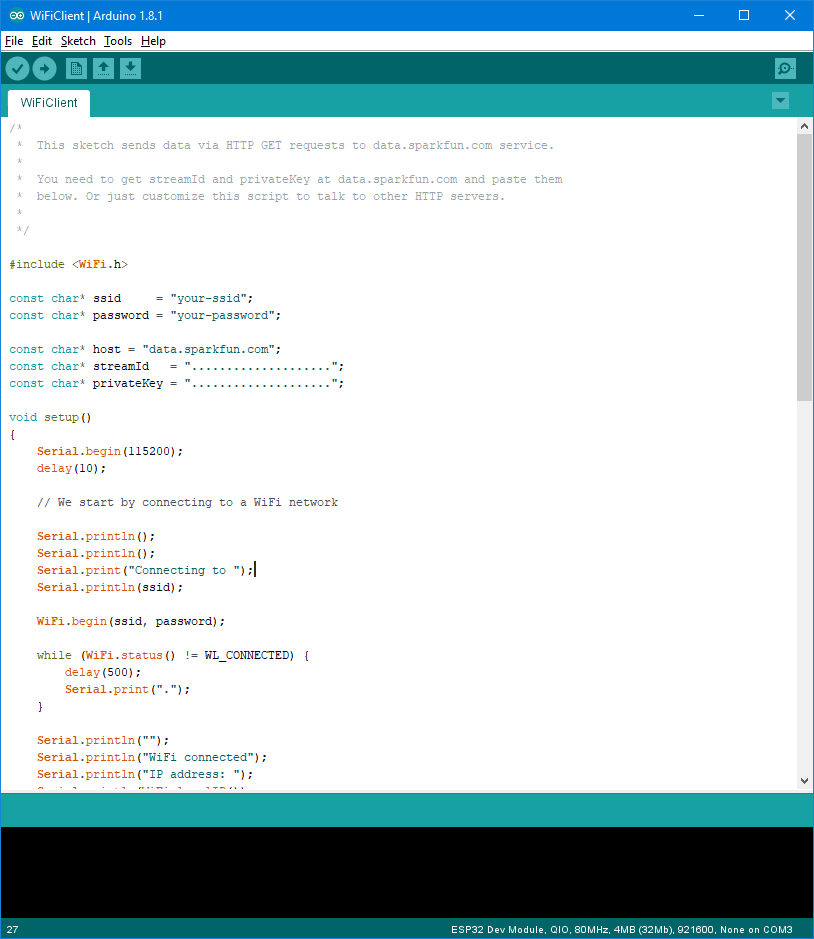 WiFiClient | Arduino 1.8.1
File Edit Sketch Tools Help
WiFiClient
/*
 *  This sketch sends data via HTTP GET requests to data.sparkfun.com service.
 *
 *  You need to get streamId and privateKey at data.sparkfun.com and paste them
 *  below. Or just customize this script to talk to other HTTP servers.
 *
 */
#include <WiFi.h>
const char* ssid     = "your-ssid";
const char* password = "your-password";
const char* host = "data.sparkfun.com";
const char* streamId   = "....................";
const char* privateKey = "....................";
void setup()
{
    Serial.begin(115200);
    delay(10);
    // We start by connecting to a WiFi network
    Serial.println();
    Serial.println();
    Serial.print("Connecting to ");
    Serial.println(ssid);
    WiFi.begin(ssid, password);
    while (WiFi.status() != WL_CONNECTED) {
        delay(500);
        Serial.print(".");
    }
    Serial.println("");
    Serial.println("WiFi connected");
    Serial.println("IP address: ");
27 ESP32 Dev Module, QIO, 80MHz, 4MB (32Mb), 921600, None on COM3